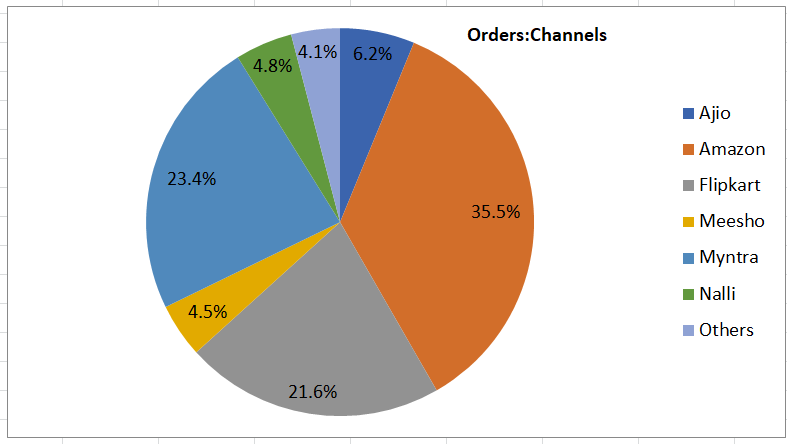 Orders:Channels
6.2%
35.5%
21.6%
4.5%
23.4%
4.8%
4.1%
Ajio
Amazon
Flipkart
Meesho
Myntra
Nalli
Others